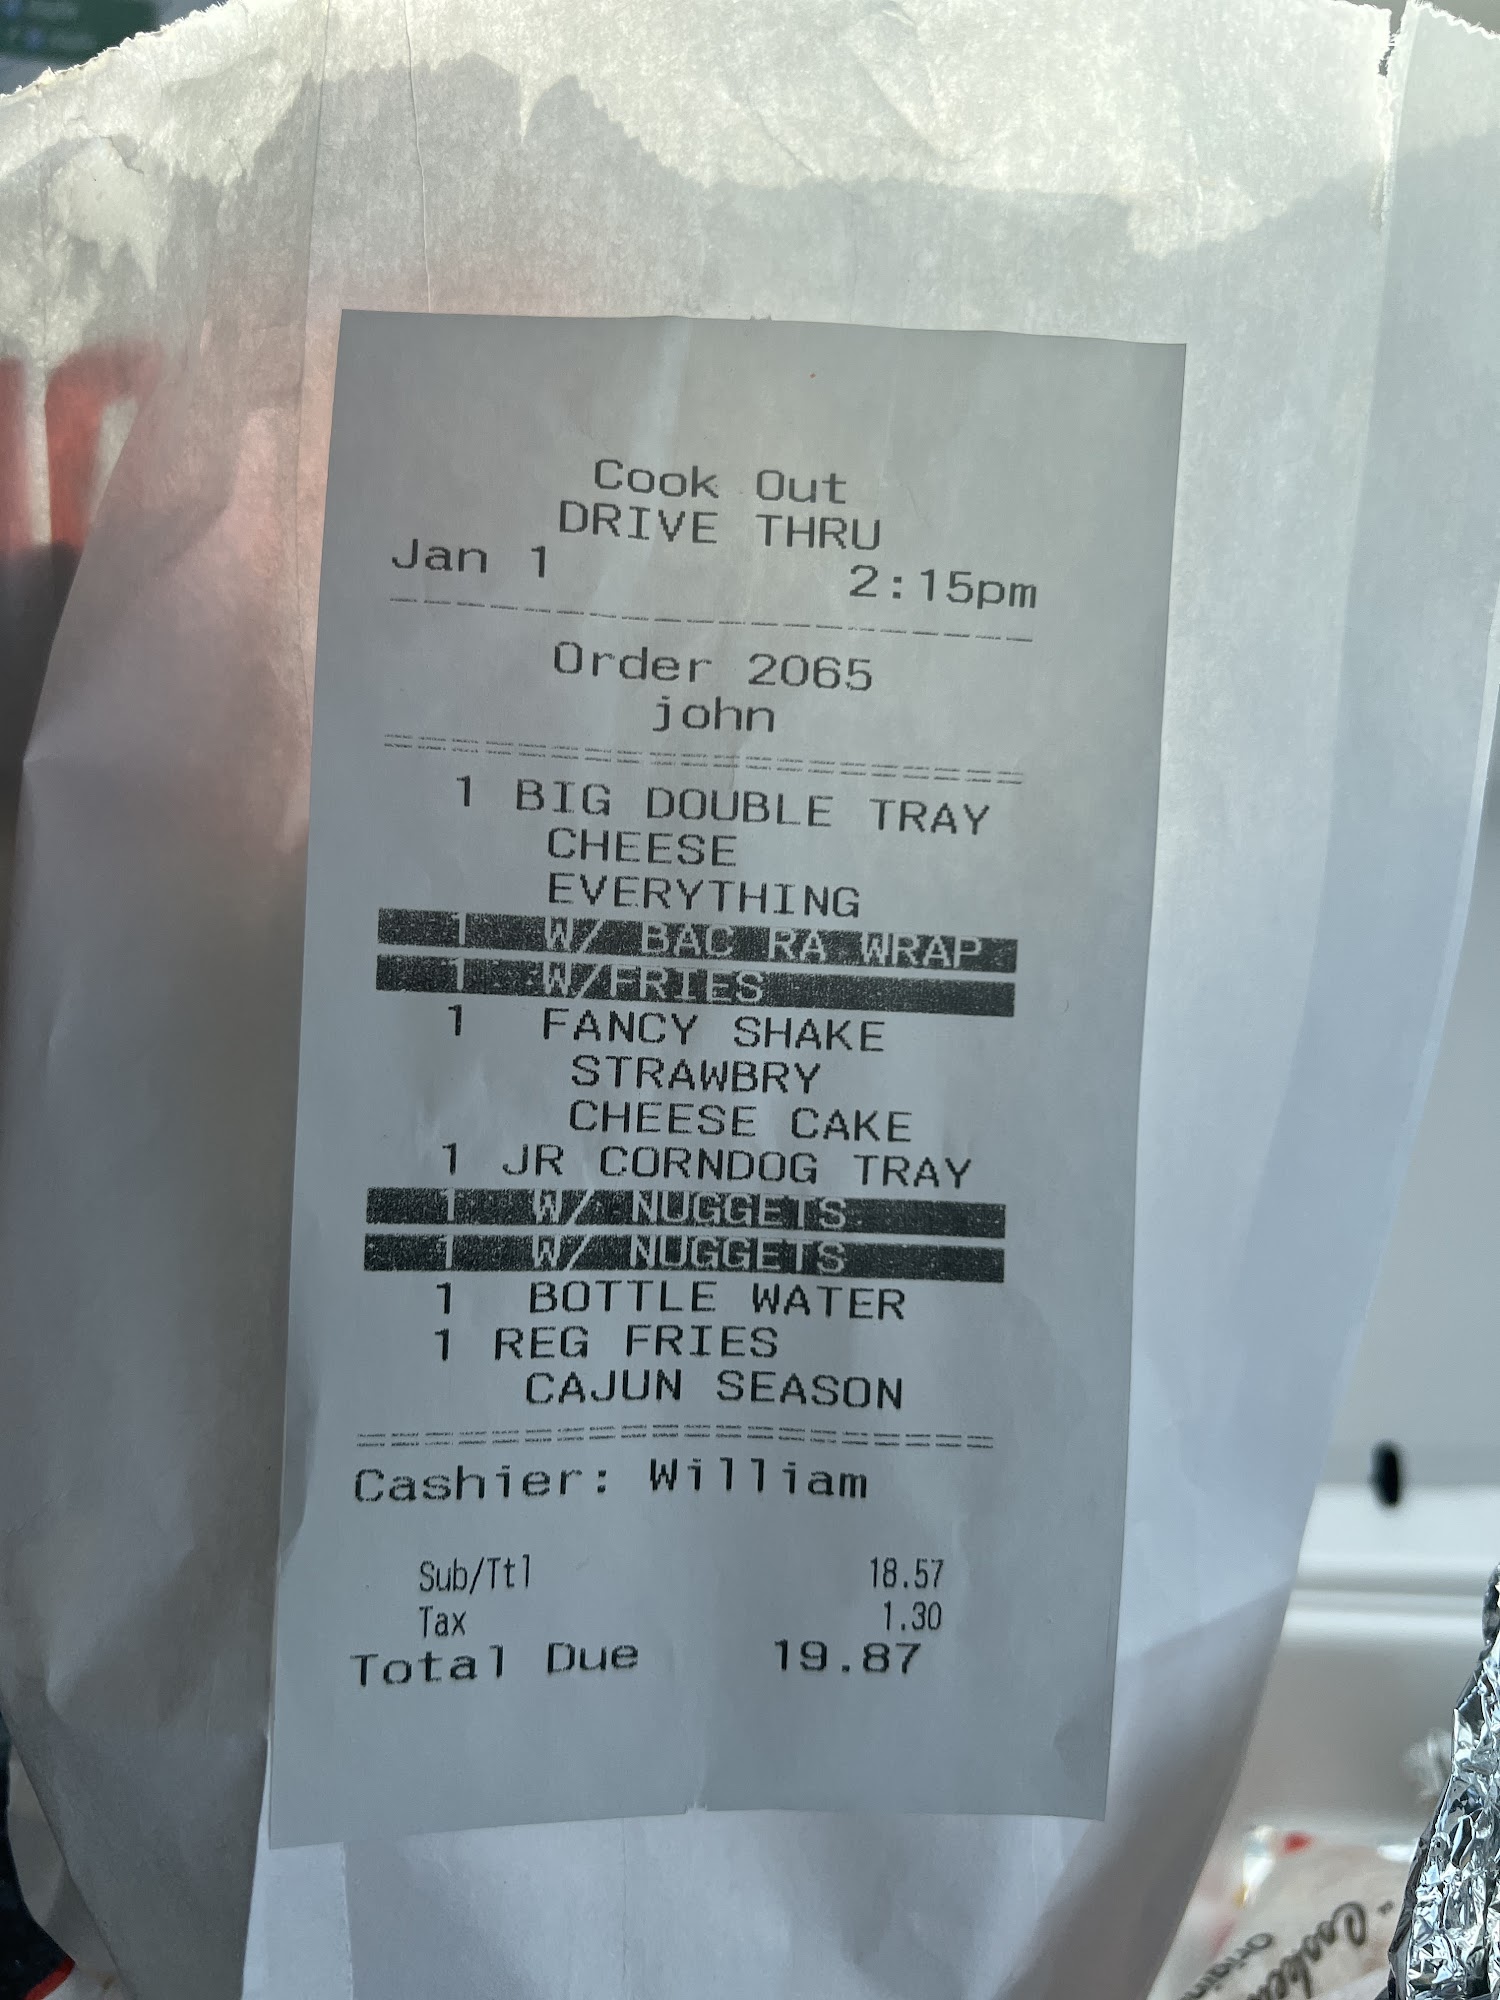 Cook Out
DRIVE THRU
Jan 1 2:15pm
Order 2065
john
1 BIG DOUBLE TRAY
CHEESE
EVERYTHING
1 W/ BAC RA WRAP
1 W/FRIES
1 FANCY SHAKE
STRAWBRY
CHEESE CAKE
1 JR CORNDOG TRAY
1 W/ NUGGETS
1 W/ NUGGETS
1 BOTTLE WATER
1 REG FRIES
CAJUN SEASON
Cashier: William
Sub/Ttl 18.57
Tax 1.30
Total Due 19.87